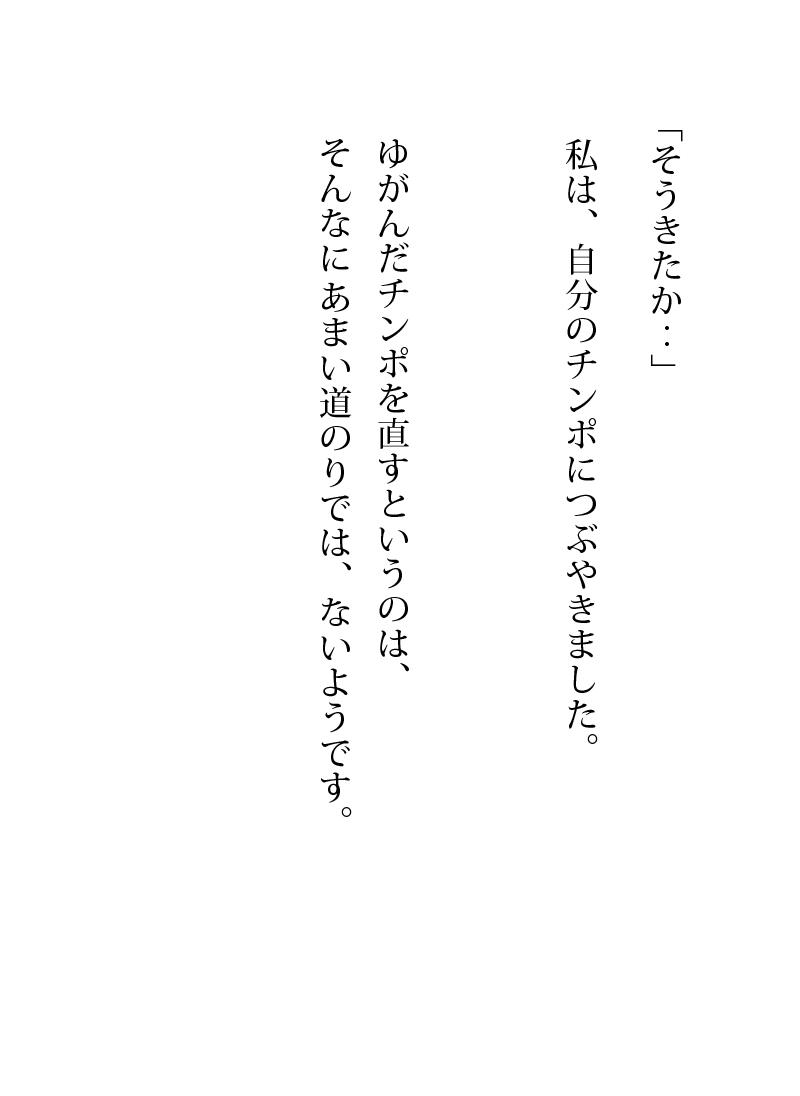 「そうきたか‥」
私は、自分のチンポにつぶやきました。
ゆがんだチンポを直すというのは、
そんなにあまい道のりでは、ないようです。